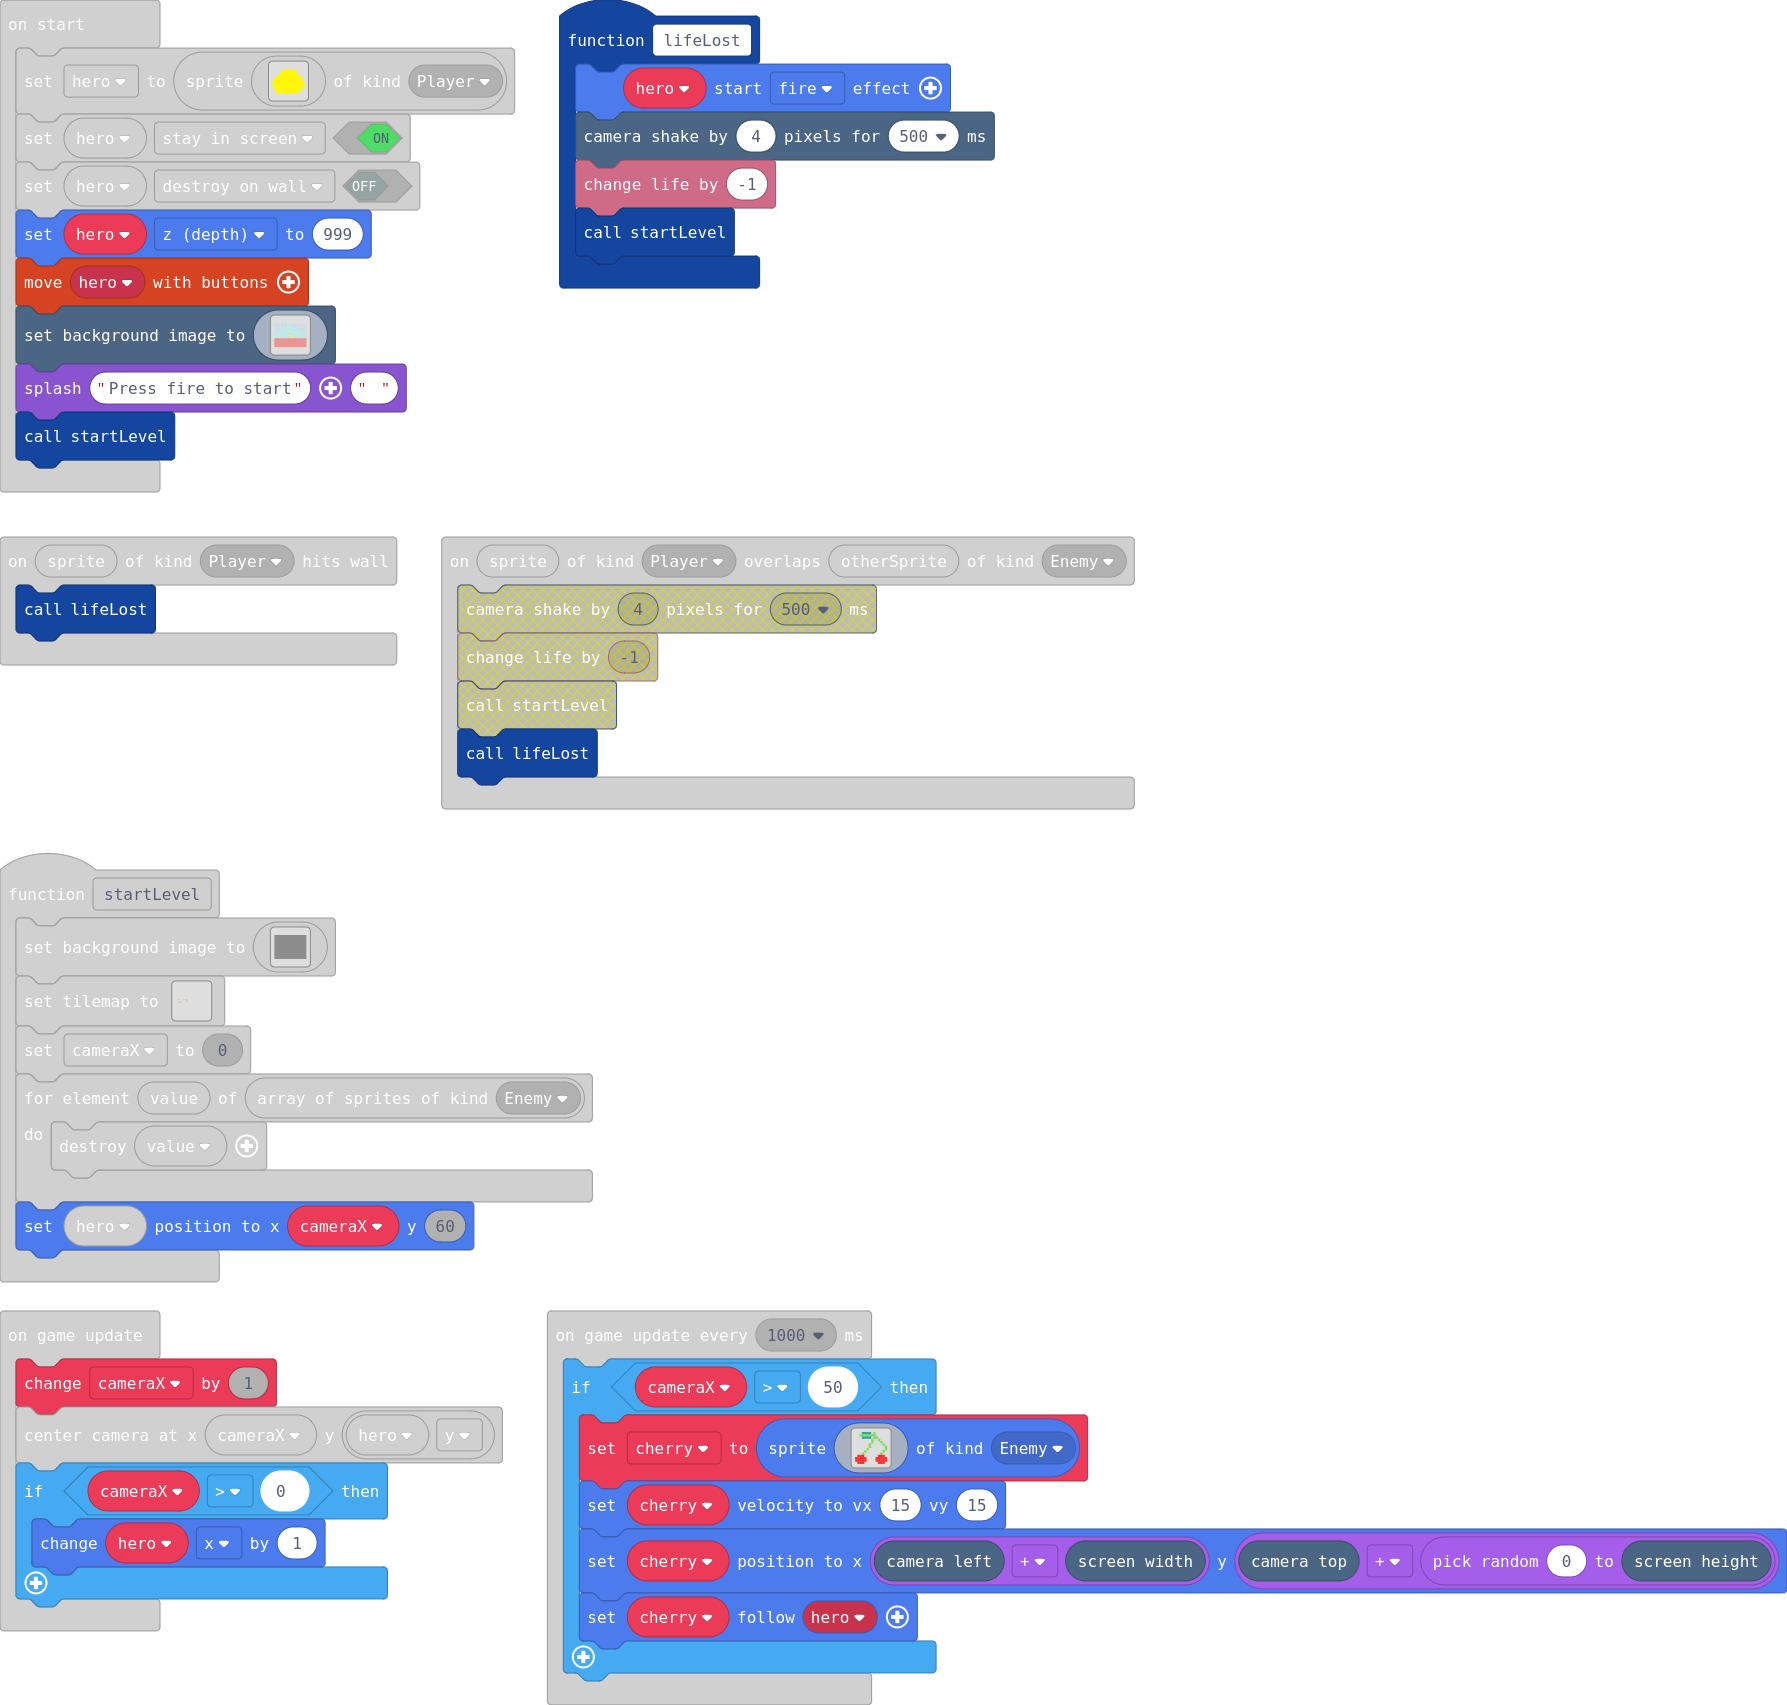 on start
set hero to sprite of kind Player
set hero stay in screen ON
set hero destroy on wall OFF
set hero z (depth) to 999
move hero with buttons
set background image to
splash "Press fire to start" " "
call startLevel
function lifeLost
hero start fire effect
camera shake by 4 pixels for 500 ms
change life by -1
call startLevel
on sprite of kind Player hits wall
call lifeLost
on sprite of kind Player overlaps otherSprite of kind Enemy
camera shake by 4 pixels for 500 ms
change life by -1
call startLevel
call lifeLost
function startLevel
set background image to
set tilemap to
set cameraX to 0
for element value of array of sprites of kind Enemy
do
destroy value
set hero position to x cameraX y 60
on game update
change cameraX by 1
center camera at x cameraX y hero y
if cameraX > 0 then
change hero x by 1
on game update every 1000 ms
if cameraX > 50 then
set cherry to sprite of kind Enemy
set cherry velocity to vx 15 vy 15
set cherry position to x camera left + screen width y camera top + pick random 0 to screen height
set cherry follow hero